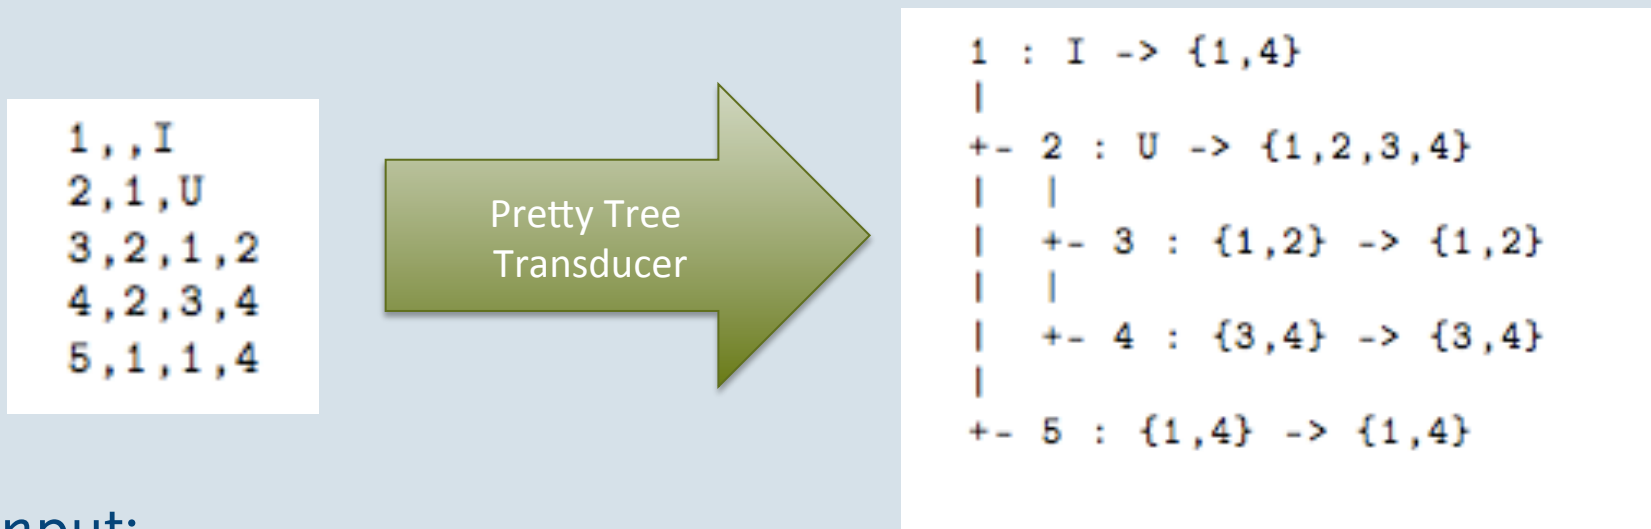 1,,I
2,1,U
3,2,1,2
4,2,3,4
5,1,1,4
Pretty Tree
Transducer
1 : I -> {1,4}
|
+- 2 : U -> {1,2,3,4}
|  |
|  +- 3 : {1,2} -> {1,2}
|  |
|  +- 4 : {3,4} -> {3,4}
|
+- 5 : {1,4} -> {1,4}
nput: